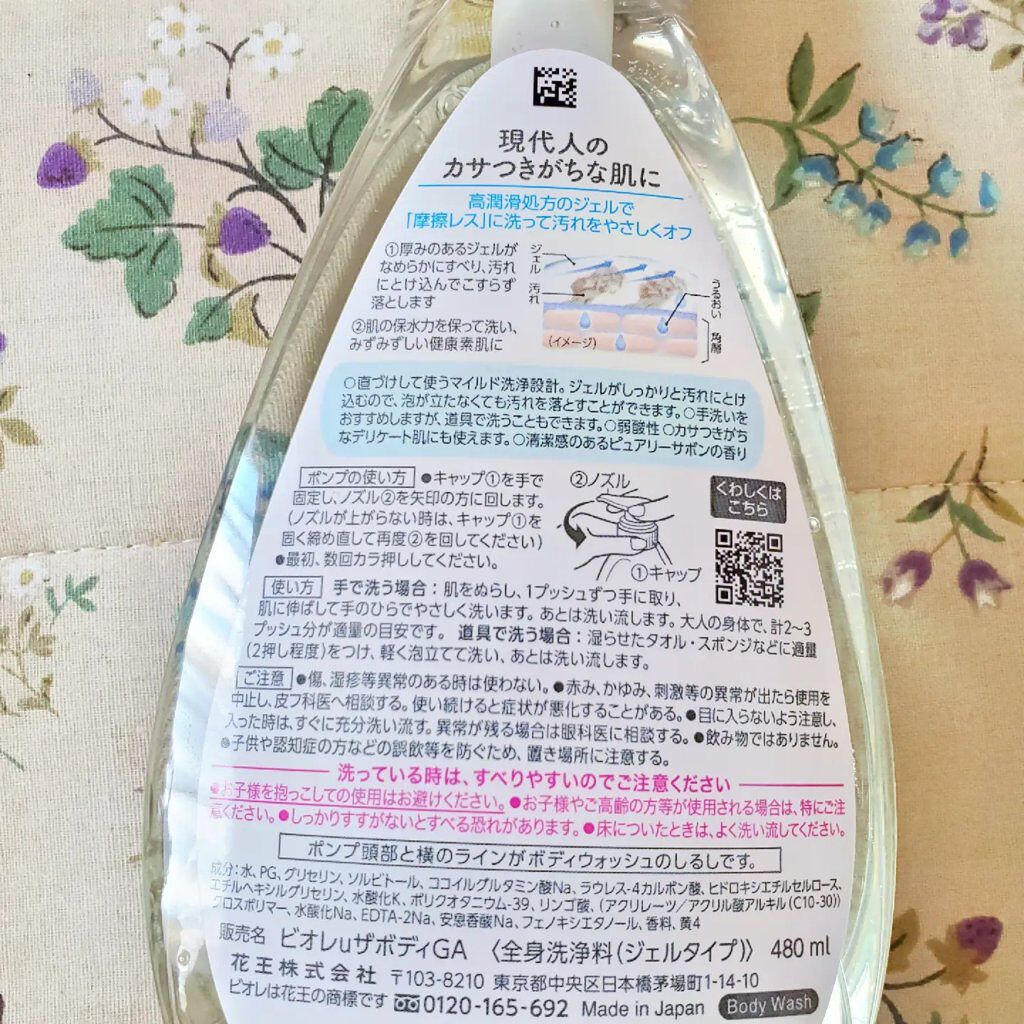 現代人の
カサつきがちな肌に
高潤滑処方のジェルで
「摩擦レス」に洗って汚れをやさしくオフ
①厚みのあるジェルが
なめらかにすべり、汚れ
にとけ込んでこすらず
落とします
②肌の保水力を保って洗い、
みずみずしい健康素肌に
ジェル
汚れ
うるおい
角層
(イメージ)
○直づけして使うマイルド洗浄設計。ジェルがしっかりと汚れにとけ
込むので、泡が立たなくても汚れを落とすことができます。○手洗いを
おすすめしますが、道具で洗うこともできます。○弱酸性 ○カサつきがち
なデリケート肌にも使えます。○清潔感のあるピュアリーサボンの香り
ポンプの使い方 ●キャップ①を手で
固定し、ノズル②を矢印の方に回します。
(ノズルが上がらない時は、キャップ①を
固く締め直して再度②を回してください)
●最初、数回カラ押ししてください。
②ノズル
①キャップ
くわしくは
こちら
使い方 手で洗う場合：肌をぬらし、1プッシュずつ手に取り、
肌に伸ばして手のひらでやさしく洗います。あとは洗い流します。大人の身体で、計2〜3
プッシュ分が適量の目安です。 道具で洗う場合：湿らせたタオル・スポンジなどに適量
(2押し程度)をつけ、軽く泡立てて洗い、あとは洗い流します。
ご注意 ●傷、湿疹等異常のある時は使わない。●赤み、かゆみ、刺激等の異常が出たら使用を
中止し、皮フ科医へ相談する。使い続けると症状が悪化することがある。●目に入らないよう注意し、
入った時は、すぐに充分洗い流す。異常が残る場合は眼科医に相談する。●飲み物ではありません。
●子供や認知症の方などの誤飲等を防ぐため、置き場所に注意する。
洗っている時は、すべりやすいのでご注意ください
●お子様を抱っこしての使用はお避けください。●お子様やご高齢の方等が使用される場合は、特にご注
意ください。●しっかりすすがないとすべる恐れがあります。●床についたときは、よく洗い流してください。
ポンプ頭部と横のラインがボディウォッシュのしるしです。
成分：水、PG、グリセリン、ソルビトール、ココイルグルタミン酸Na、ラウレス-4カルボン酸、ヒドロキシエチルセルロース、
エチルヘキシルグリセリン、水酸化K、ポリクオタニウム-39、リンゴ酸、(アクリレーツ/アクリル酸アルキル(C10-30))
クロスポリマー、水酸化Na、EDTA-2Na、安息香酸Na、フェノキシエタノール、香料、黄4
販売名 ビオレuザボディGA 〈全身洗浄料(ジェルタイプ)〉 480 ml
花王株式会社 〒103-8210 東京都中央区日本橋茅場町1-14-10
ビオレは花王の商標です 0120-165-692 Made in Japan Body Wash